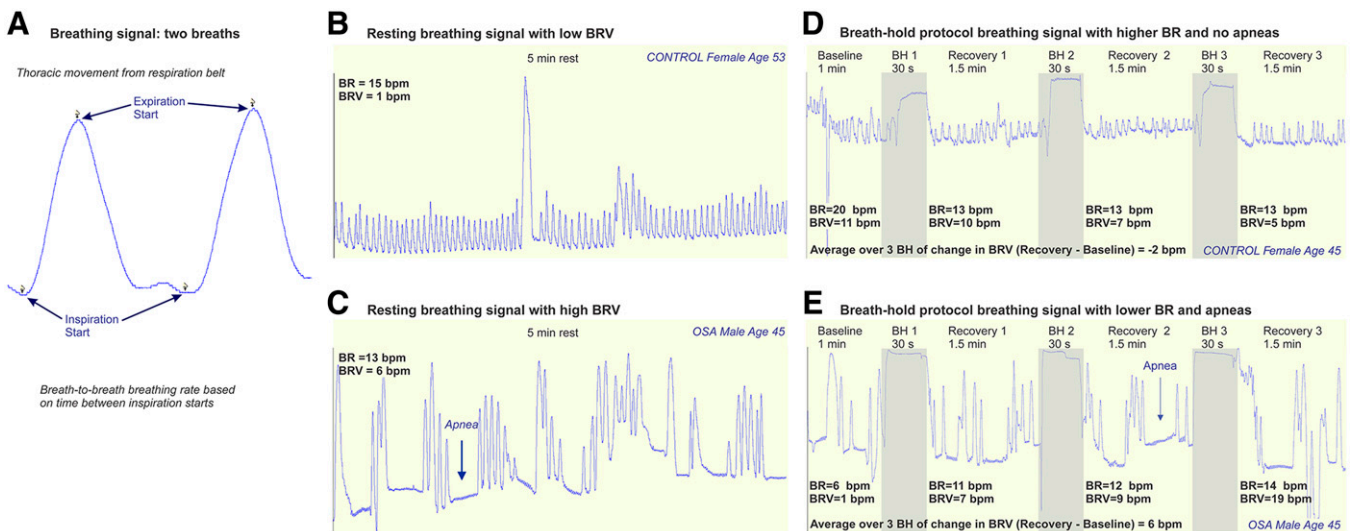 A
Breathing signal: two breaths
Thoracic movement from respiration belt
Expiration
Start
Inspiration
Start
Breath-to-breath breathing rate based
on time between inspiration starts
B
Resting breathing signal with low BRV
5 min rest
CONTROL Female Age 53
BR = 15 bpm
BRV = 1 bpm
C
Resting breathing signal with high BRV
5 min rest
OSA Male Age 45
BR =13 bpm
BRV = 6 bpm
Apnea
D
Breath-hold protocol breathing signal with higher BR and no apneas
Baseline BH 1 Recovery 1 BH 2 Recovery 2 BH 3 Recovery 3
1 min 30 s 1.5 min 30 s 1.5 min 30 s 1.5 min
BR=20 bpm BR=13 bpm BR=13 bpm BR=13 bpm
BRV=11 bpm BRV=10 bpm BRV=7 bpm BRV=5 bpm
Average over 3 BH of change in BRV (Recovery - Baseline) = -2 bpm CONTROL Female Age 45
E
Breath-hold protocol breathing signal with lower BR and apneas
Baseline BH 1 Recovery 1 BH 2 Recovery 2 BH 3 Recovery 3
1 min 30 s 1.5 min 30 s 1.5 min 30 s 1.5 min
Apnea
BR=6 bpm BR=11 bpm BR=12 bpm BR=14 bpm
BRV=1 bpm BRV=7 bpm BRV=9 bpm BRV=19 bpm
Average over 3 BH of change in BRV (Recovery - Baseline) = 6 bpm OSA Male Age 45